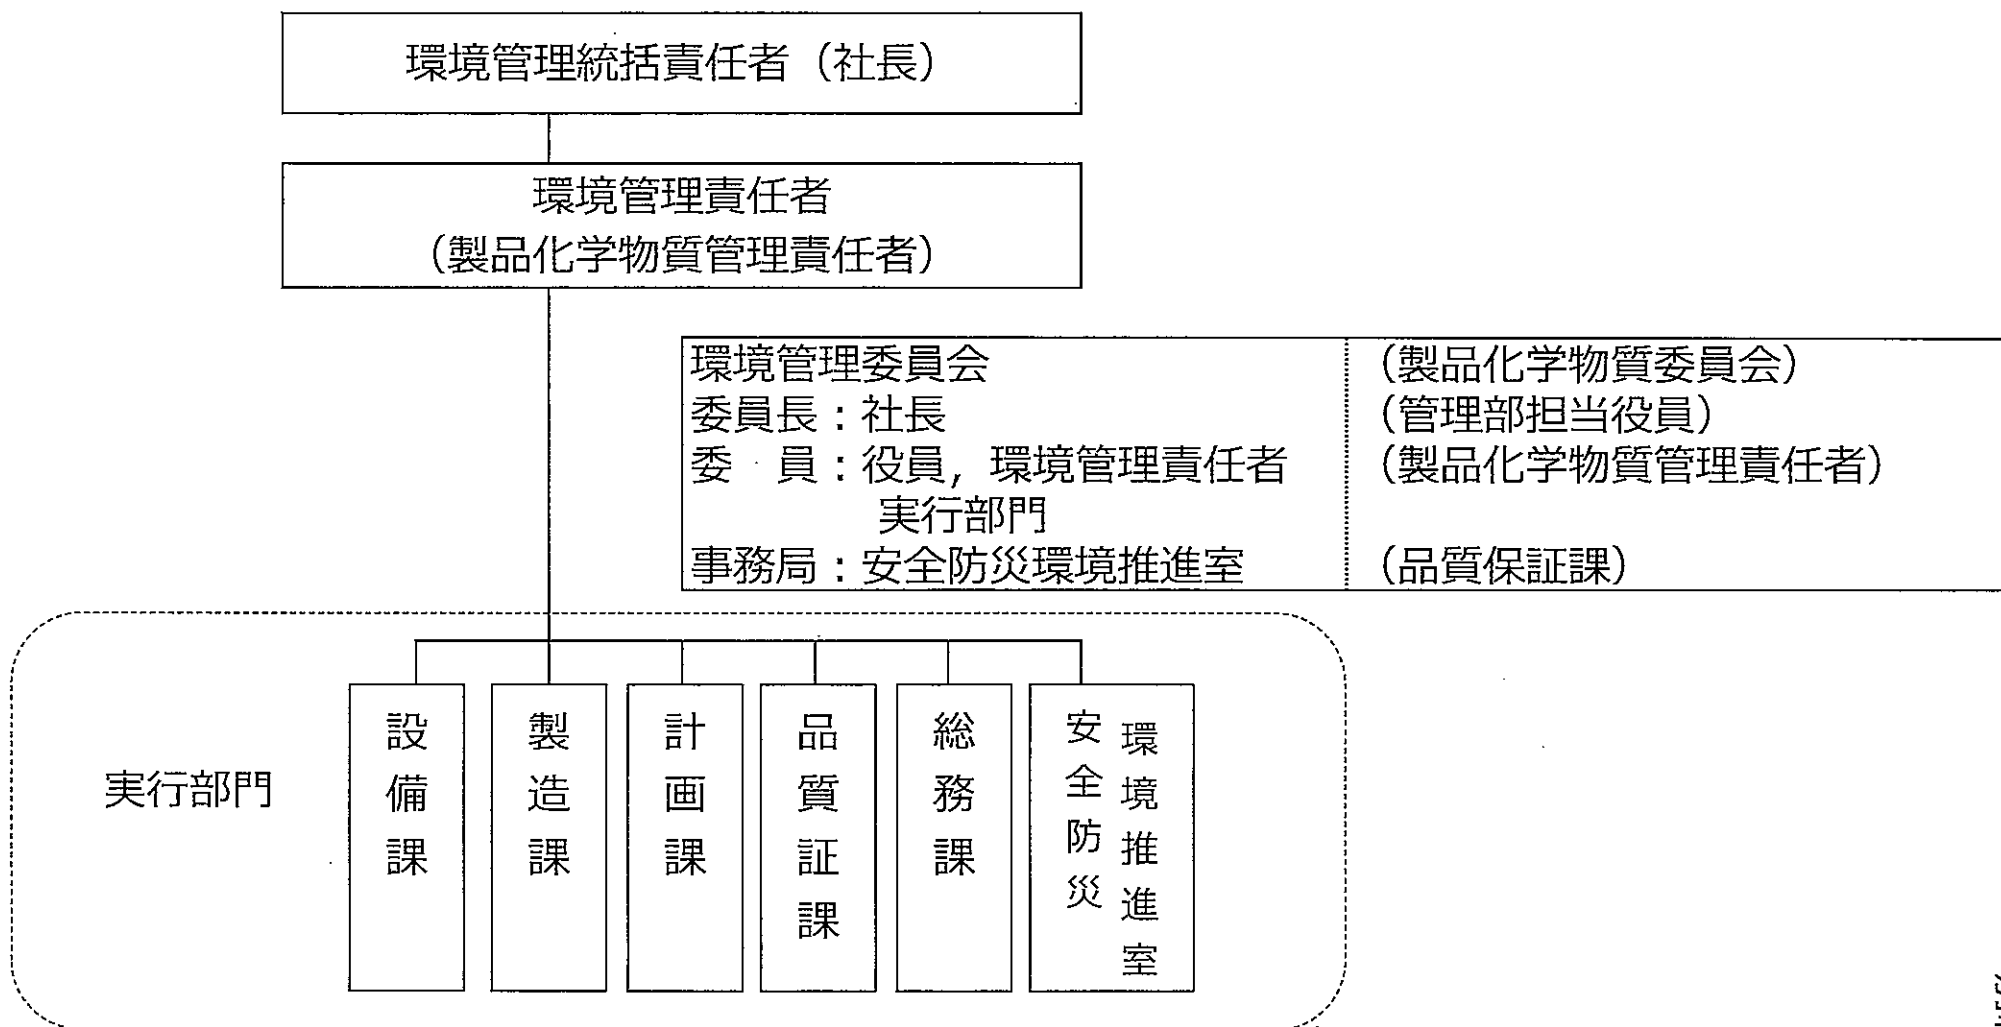 環境管理統括責任者（社長）
環境管理責任者
（製品化学物質管理責任者）
環境管理委員会 （製品化学物質委員会）
委員長：社長 （管理部担当役員）
委　員：役員，環境管理責任者 （製品化学物質管理責任者）
実行部門
事務局：安全防災環境推進室 （品質保証課）
実行部門
設備課
製造課
計画課
品質証課
総務課
安全防災
環境推進室